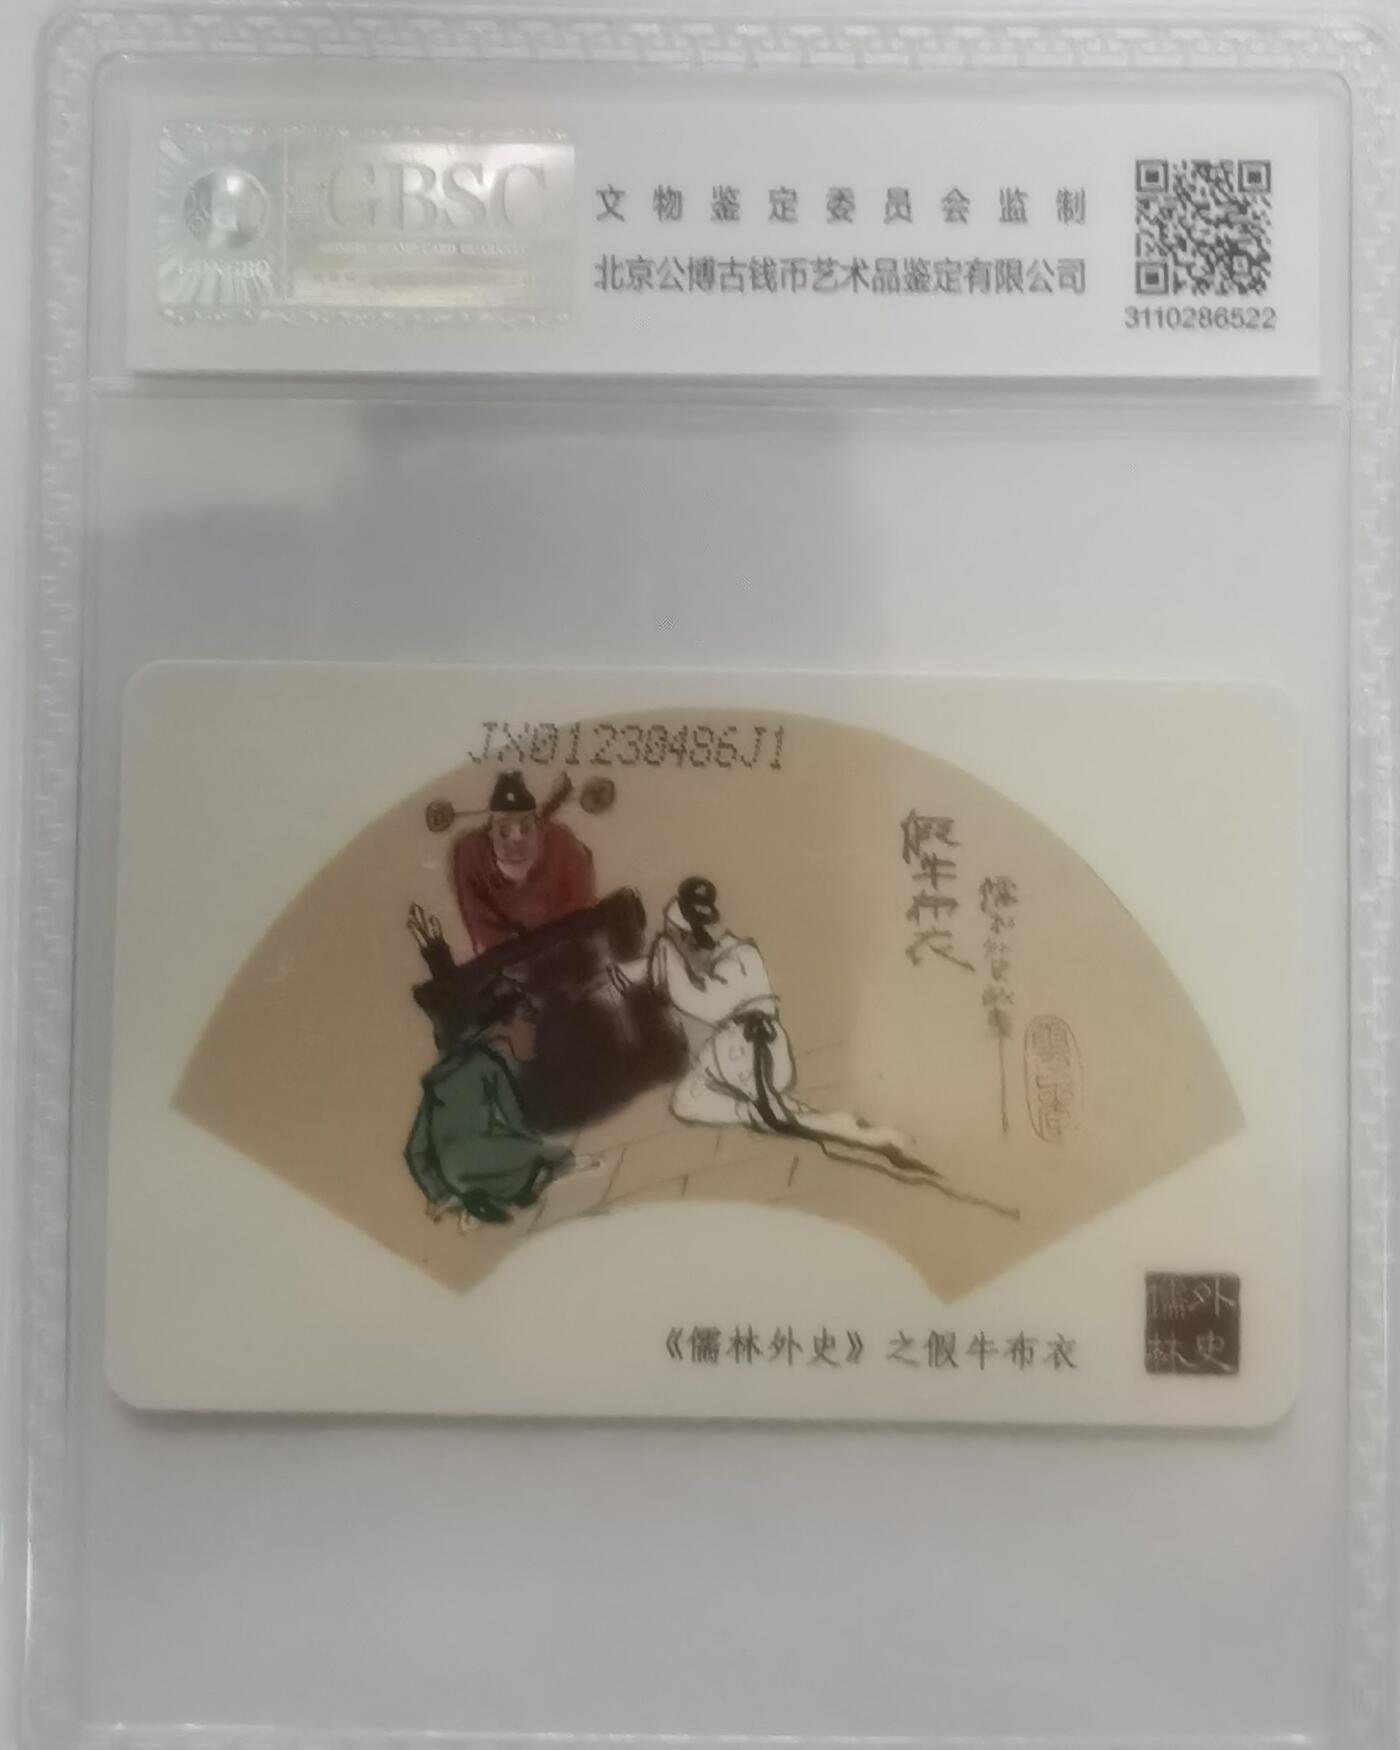 GBSC
GONGBO
文物鉴定委员会监制
北京公博古钱币艺术品鉴定有限公司
3110286522
JN01230486J1
假牛布衣
《儒林外史》之假牛布衣
儒林
外史